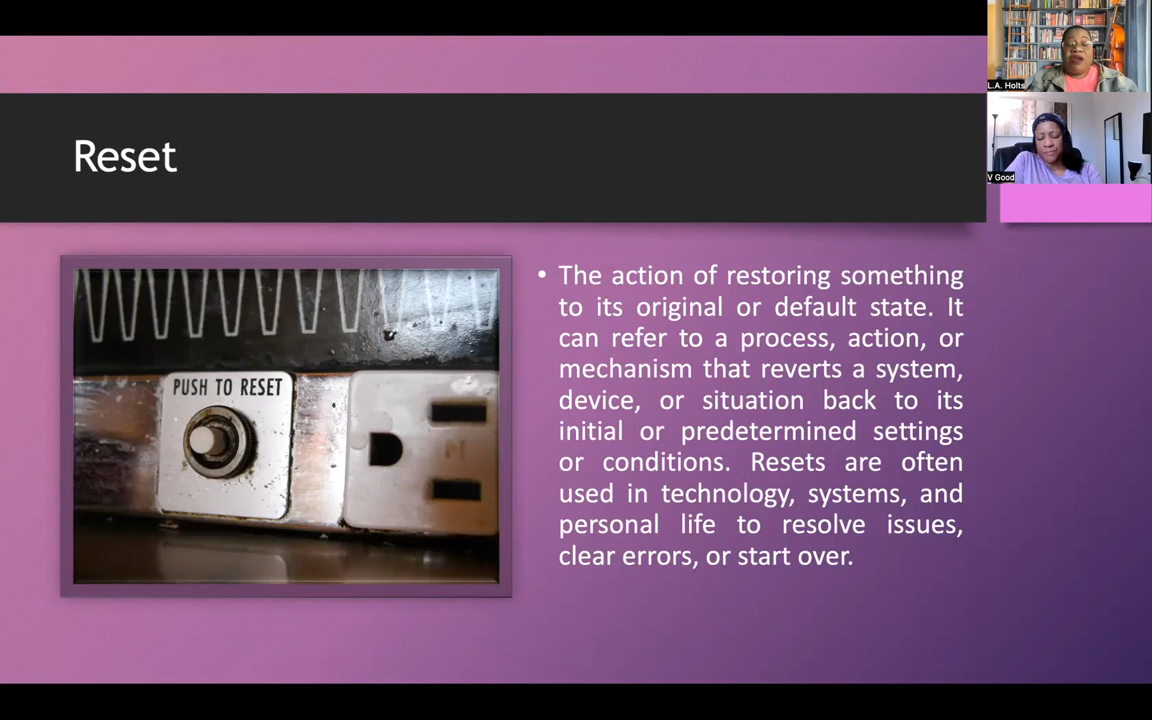 L.A. Holts
V Good
Reset
PUSH TO RESET
• The action of restoring something
to its original or default state. It
can refer to a process, action, or
mechanism that reverts a system,
device, or situation back to its
initial or predetermined settings
or conditions. Resets are often
used in technology, systems, and
personal life to resolve issues,
clear errors, or start over.